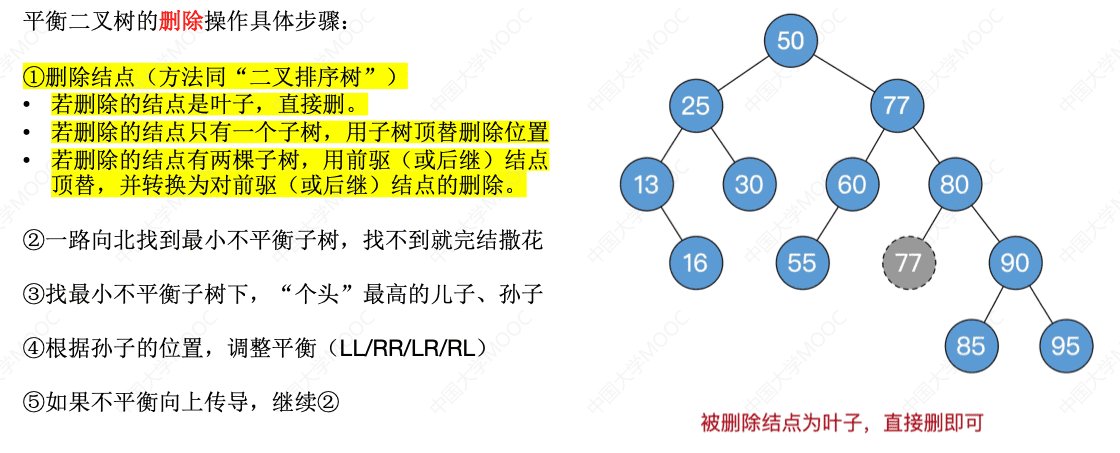 平衡二叉树的删除操作具体步骤：
①删除结点（方法同“二叉排序树”）
• 若删除的结点是叶子，直接删。
• 若删除的结点只有一个子树，用子树顶替删除位置
• 若删除的结点有两棵子树，用前驱（或后继）结点
顶替，并转换为对前驱（或后继）结点的删除。
②一路向北找到最小不平衡子树，找不到就完结撒花
③找最小不平衡子树下，“个头”最高的儿子、孙子
④根据孙子的位置，调整平衡（LL/RR/LR/RL）
⑤如果不平衡向上传导，继续②
50
25 77
13 30 60 80
16 55 77 90
85 95
被删除结点为叶子，直接删即可
中国大学MOOC